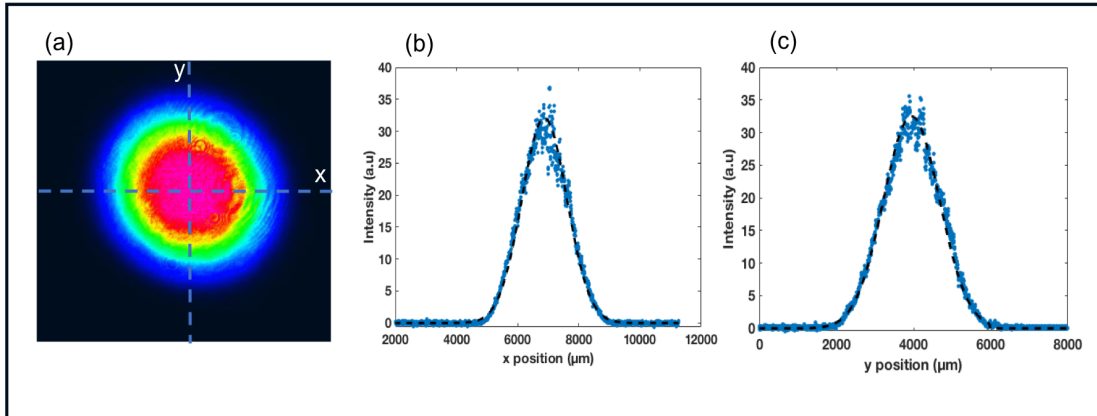 (a)
y
x
(b)
40
35
30
25
20
15
10
5
0
Intensity (a.u)
2000 4000 6000 8000 10000 12000
x position (μm)
(c)
40
35
30
25
20
15
10
5
0
Intensity (a.u)
0 2000 4000 6000 8000
y position (μm)